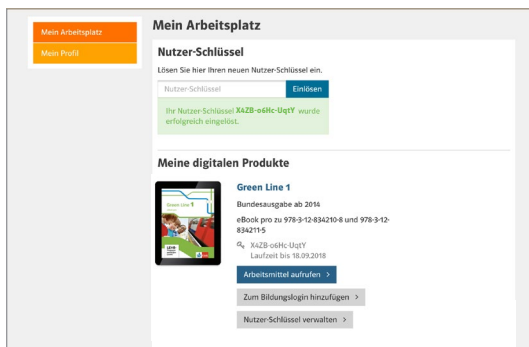 Mein Arbeitsplatz
Mein Profil
Mein Arbeitsplatz
Nutzer-Schlüssel
Lösen Sie hier Ihren neuen Nutzer-Schlüssel ein.
Nutzer-Schlüssel Einlösen
Ihr Nutzer-Schlüssel X4ZB-o6Hc-UqtY wurde
erfolgreich eingelöst.
Meine digitalen Produkte
Green Line 1
Green Line 1
Bundesausgabe ab 2014
eBook pro zu 978-3-12-834210-8 und 978-3-12-
834211-5
X4ZB-o6Hc-UqtY
Laufzeit bis 18.09.2018
Arbeitsmittel aufrufen >
Zum Bildungslogin hinzufügen >
Nutzer-Schlüssel verwalten >